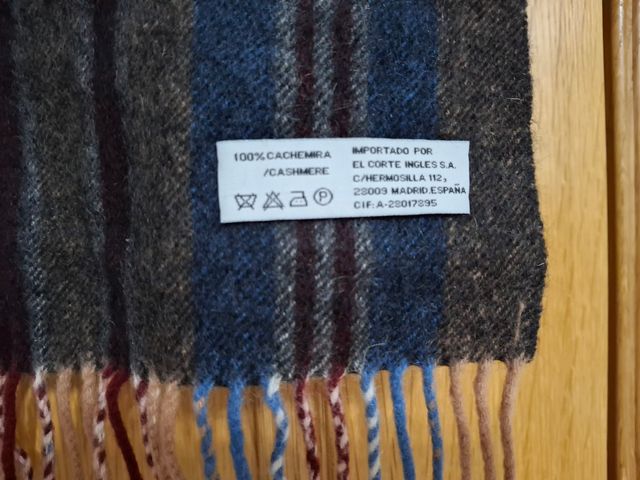 100% CACHEMIRA
/CASHMERE
P
IMPORTADO POR
EL CORTE INGLES S.A.
C/HERMOSILLA 112,
28009 MADRID.ESPAÑA
CIF: A-28017895